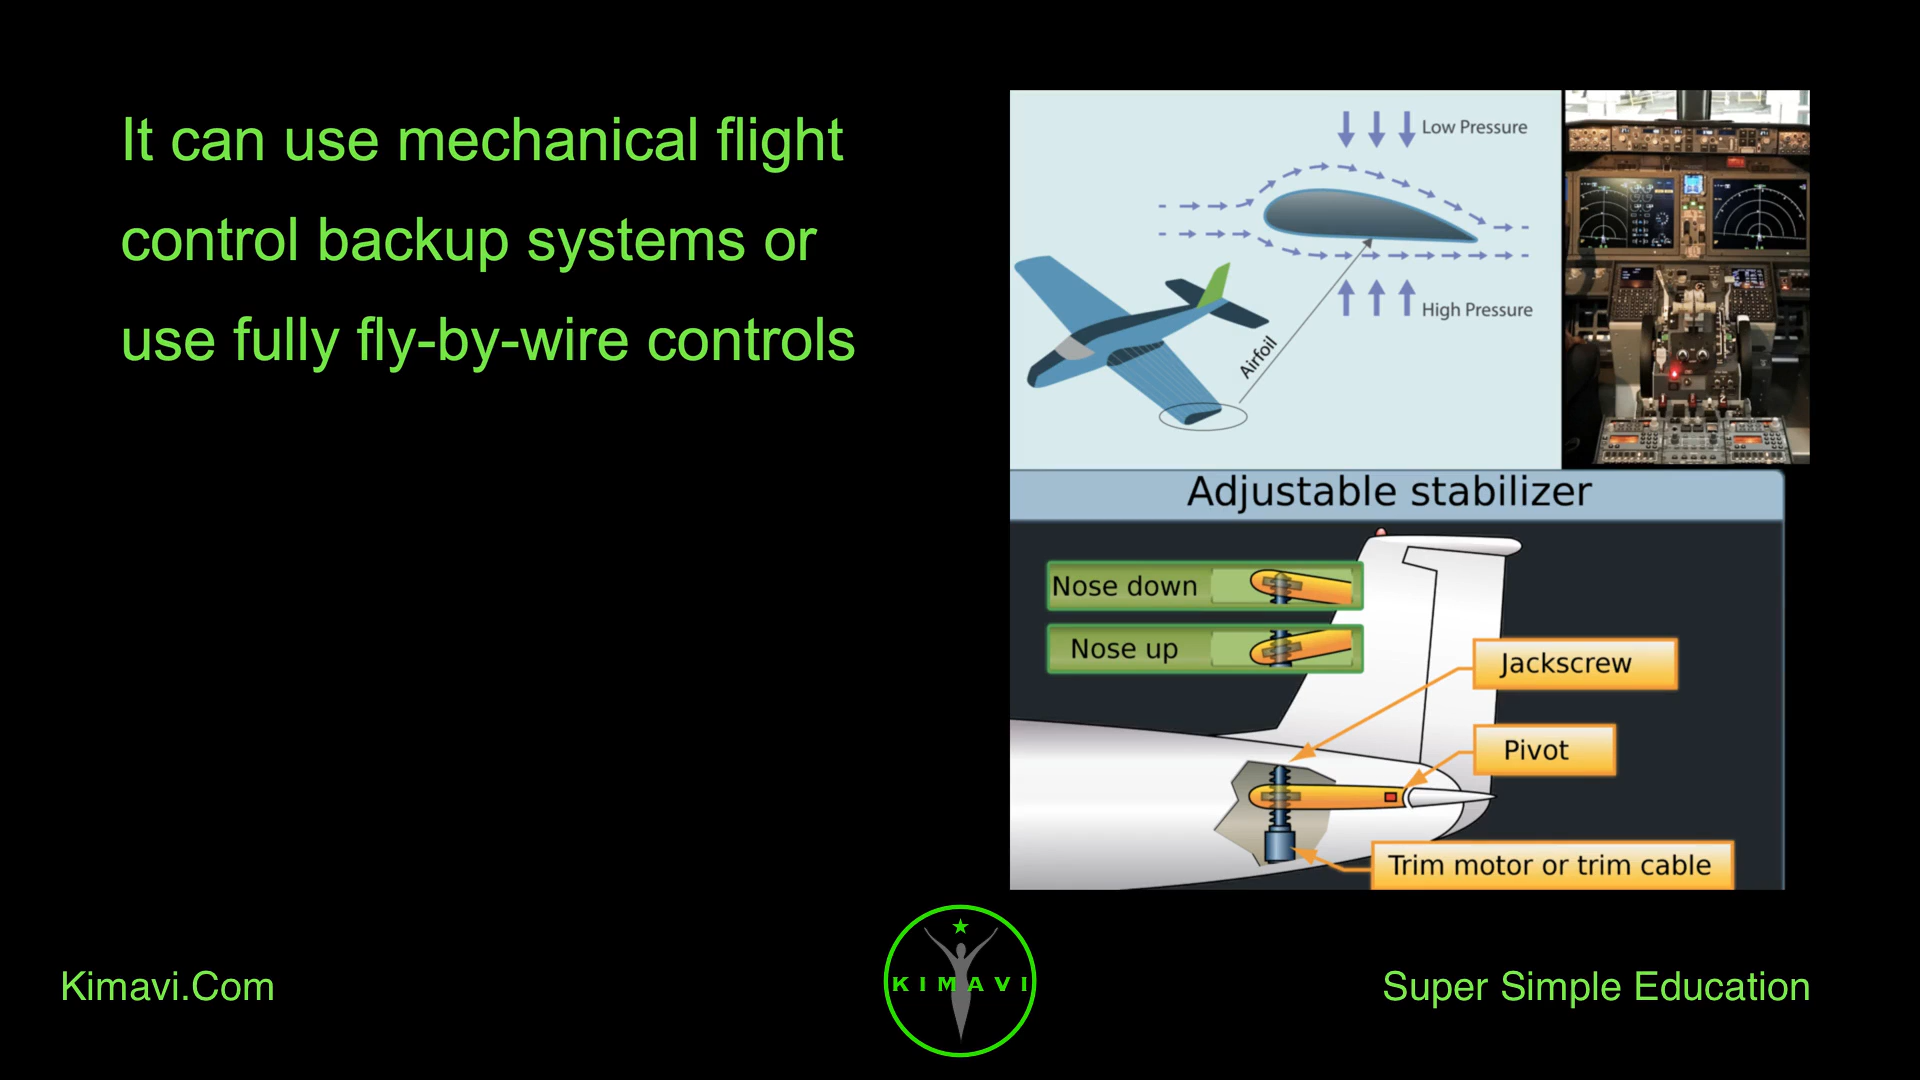 It can use mechanical flight
control backup systems or
use fully fly-by-wire controls
Low Pressure
High Pressure
Airfoil
Adjustable stabilizer
Nose down
Nose up
Jackscrew
Pivot
Trim motor or trim cable
Kimavi.Com
KIMAVI
Super Simple Education